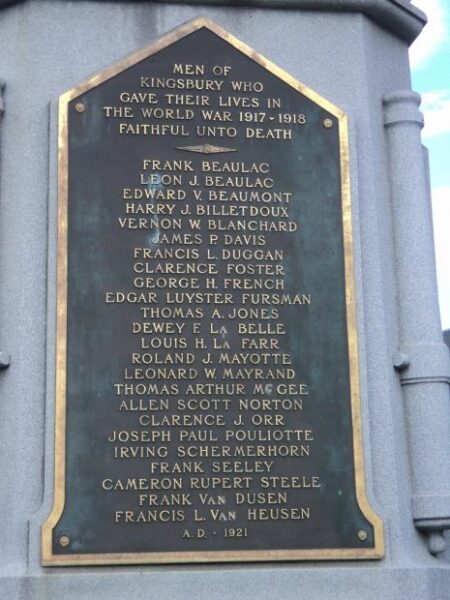 MEN OF
KINGSBURY WHO
GAVE THEIR LIVES IN
THE WORLD WAR 1917 - 1918
FAITHFUL UNTO DEATH
FRANK BEAULAC
LEON J. BEAULAC
EDWARD V. BEAUMONT
HARRY J. BILLETDOUX
VERNON W. BLANCHARD
JAMES P. DAVIS
FRANCIS L. DUGGAN
CLARENCE FOSTER
GEORGE H. FRENCH
EDGAR LUYSTER FURSMAN
THOMAS A. JONES
DEWEY F. LA BELLE
LOUIS H. LA FARR
ROLAND J. MAYOTTE
LEONARD W. MAYRAND
THOMAS ARTHUR MCGEE
ALLEN SCOTT NORTON
CLARENCE J. ORR
JOSEPH PAUL POULIOTTE
IRVING SCHERMERHORN
FRANK SEELEY
CAMERON RUPERT STEELE
FRANK VAN DUSEN
FRANCIS L. VAN HEUSEN
A.D. - 1921